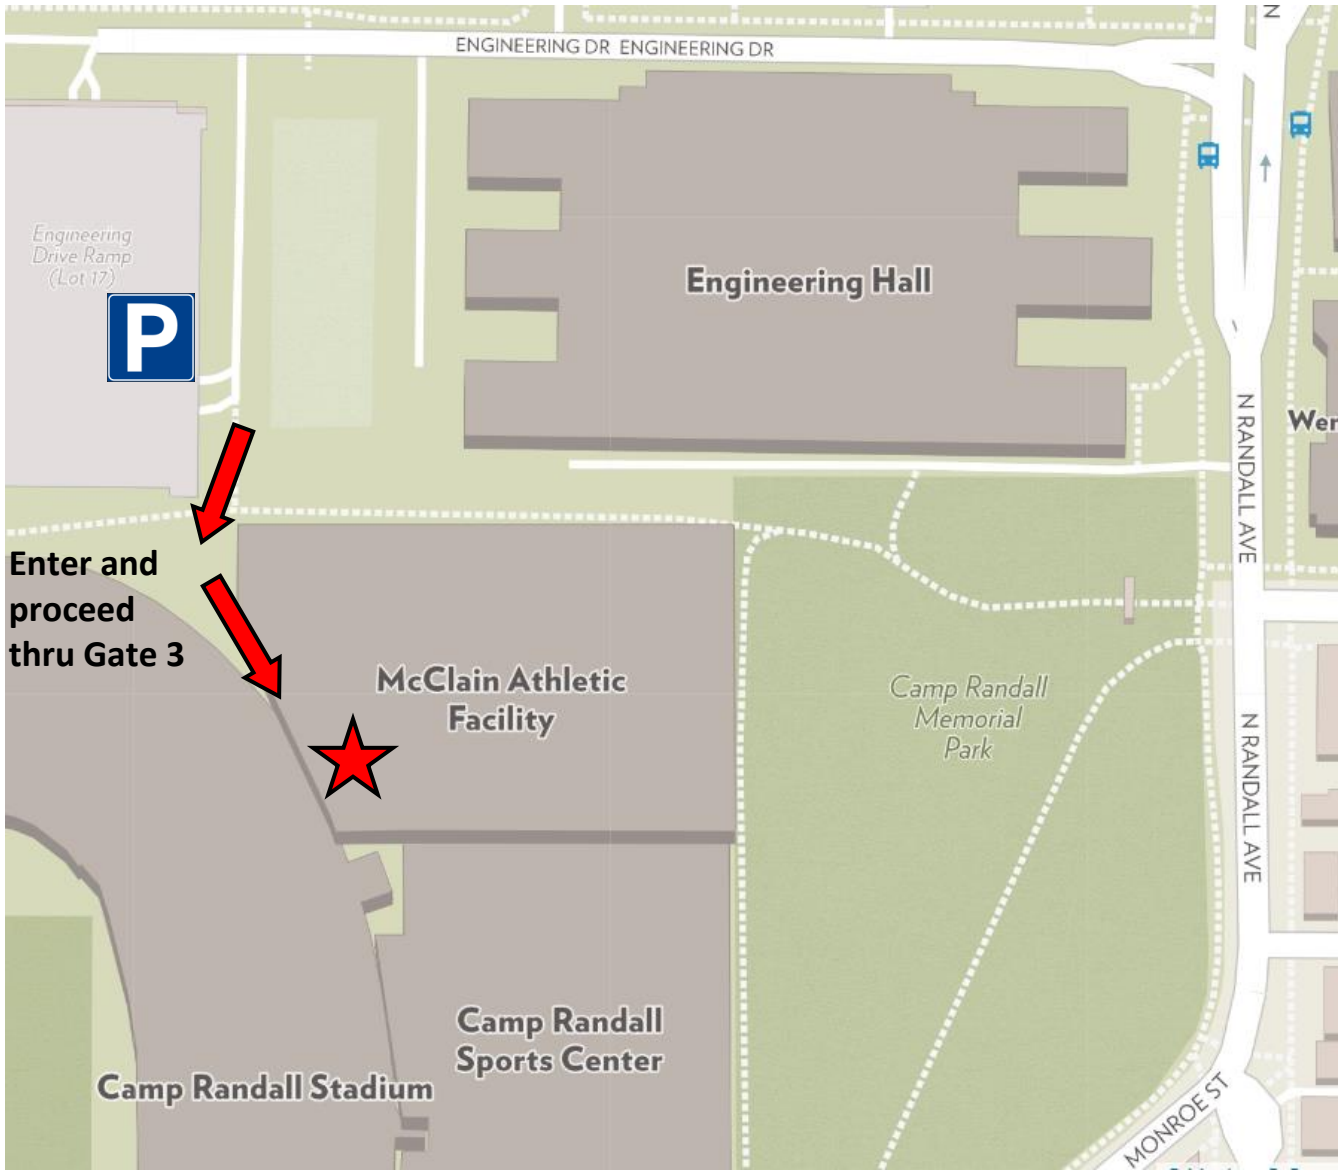 N
ENGINEERING DR ENGINEERING DR
Engineering
Drive Ramp
(Lot 17)
P
Engineering Hall
N RANDALL AVE
Wer
Enter and
proceed
thru Gate 3
McClain Athletic
Facility
Camp Randall
Memorial
Park
N RANDALL AVE
Camp Randall
Sports Center
Camp Randall Stadium
MONROE ST